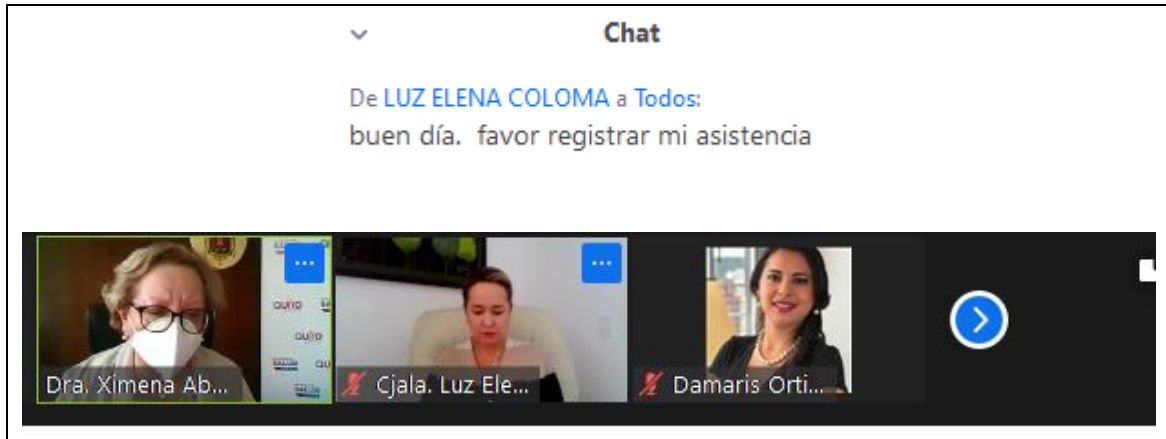 Chat
De LUZ ELENA COLOMA a Todos:
buen día.  favor registrar mi asistencia
QUITO
Dra. Ximena Ab...
Cjala. Luz Ele...
Damaris Orti...